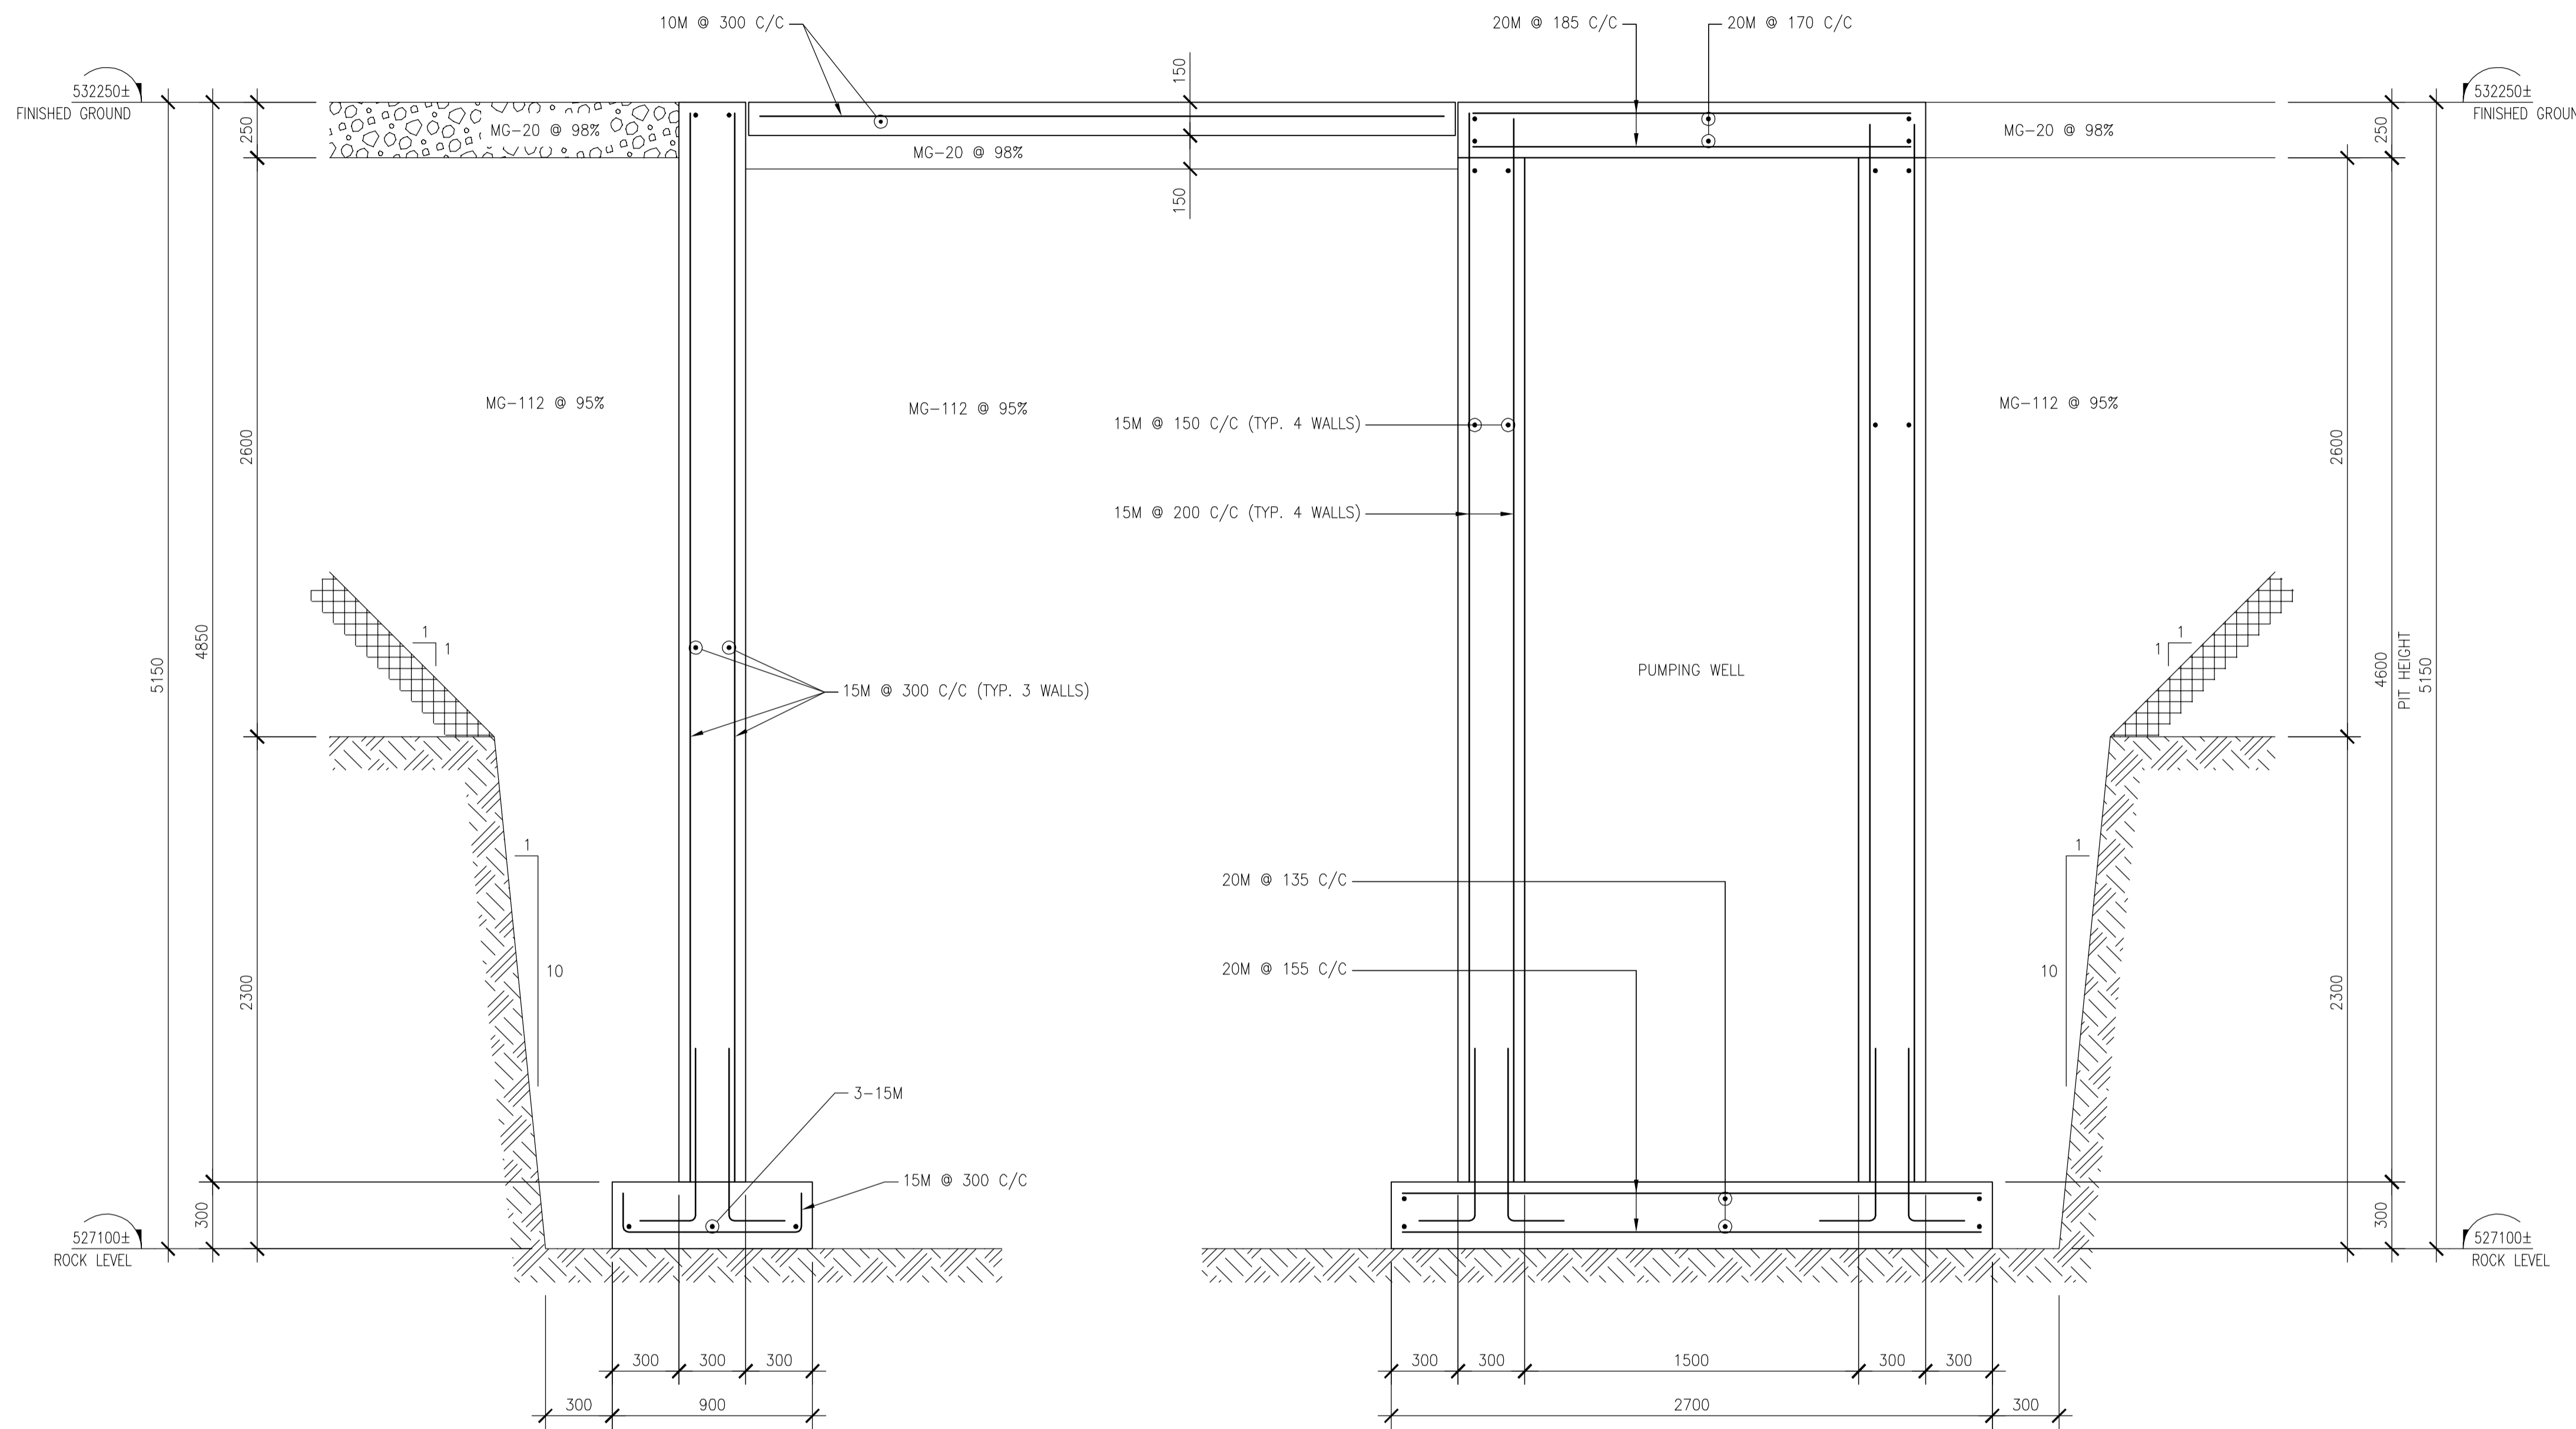 10M @ 300 C/C
20M @ 185 C/C
20M @ 170 C/C
532250±
FINISHED GROUND
532250±
FINISHED GROUN
250
MG-20 @ 98%
150
MG-20 @ 98%
150
MG-20 @ 98%
250
MG-112 @ 95%
MG-112 @ 95%
MG-112 @ 95%
15M @ 150 C/C (TYP. 4 WALLS)
2600
2600
15M @ 200 C/C (TYP. 4 WALLS)
1
1
1
1
4850
5150
15M @ 300 C/C (TYP. 3 WALLS)
PUMPING WELL
4600
PIT HEIGHT
5150
1
10
1
10
20M @ 135 C/C
20M @ 155 C/C
2300
2300
3-15M
15M @ 300 C/C
300
300
527100±
ROCK LEVEL
527100±
ROCK LEVEL
300
300
300
300
300
1500
300
300
300
900
2700
300